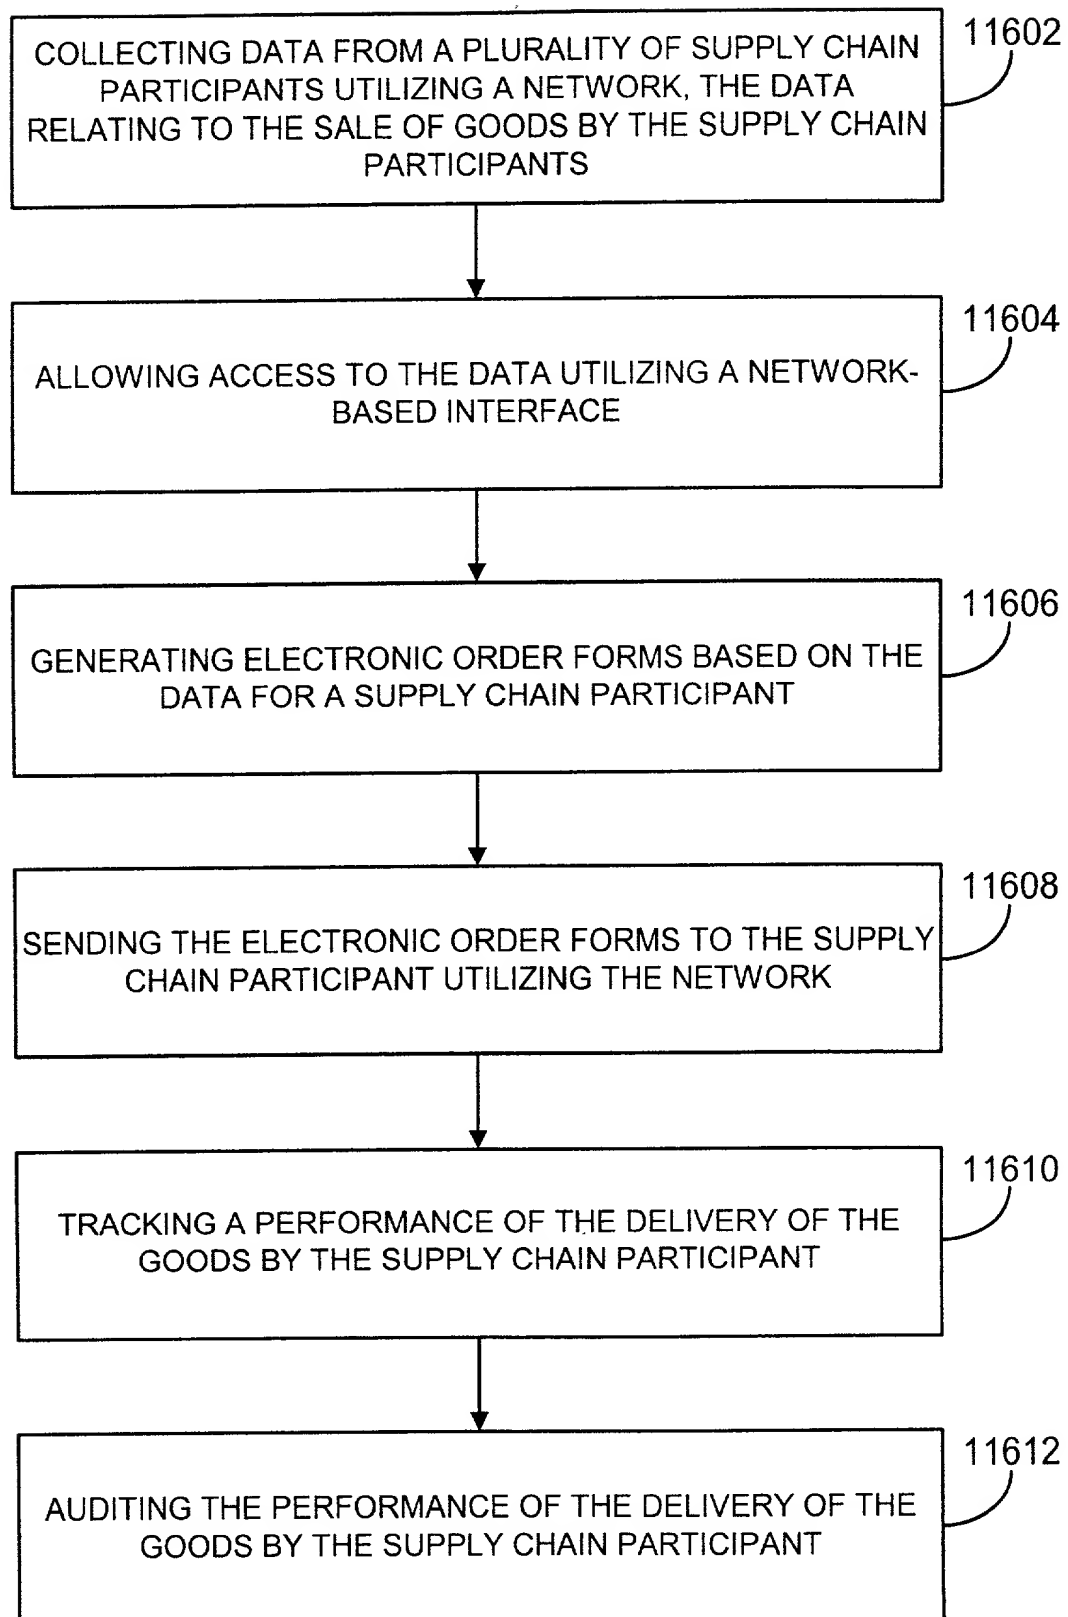 COLLECTING DATA FROM A PLURALITY OF SUPPLY CHAIN
PARTICIPANTS UTILIZING A NETWORK, THE DATA
RELATING TO THE SALE OF GOODS BY THE SUPPLY CHAIN
PARTICIPANTS
11602
ALLOWING ACCESS TO THE DATA UTILIZING A NETWORK-
BASED INTERFACE
11604
GENERATING ELECTRONIC ORDER FORMS BASED ON THE
DATA FOR A SUPPLY CHAIN PARTICIPANT
11606
SENDING THE ELECTRONIC ORDER FORMS TO THE SUPPLY
CHAIN PARTICIPANT UTILIZING THE NETWORK
11608
TRACKING A PERFORMANCE OF THE DELIVERY OF THE
GOODS BY THE SUPPLY CHAIN PARTICIPANT
11610
AUDITING THE PERFORMANCE OF THE DELIVERY OF THE
GOODS BY THE SUPPLY CHAIN PARTICIPANT
11612